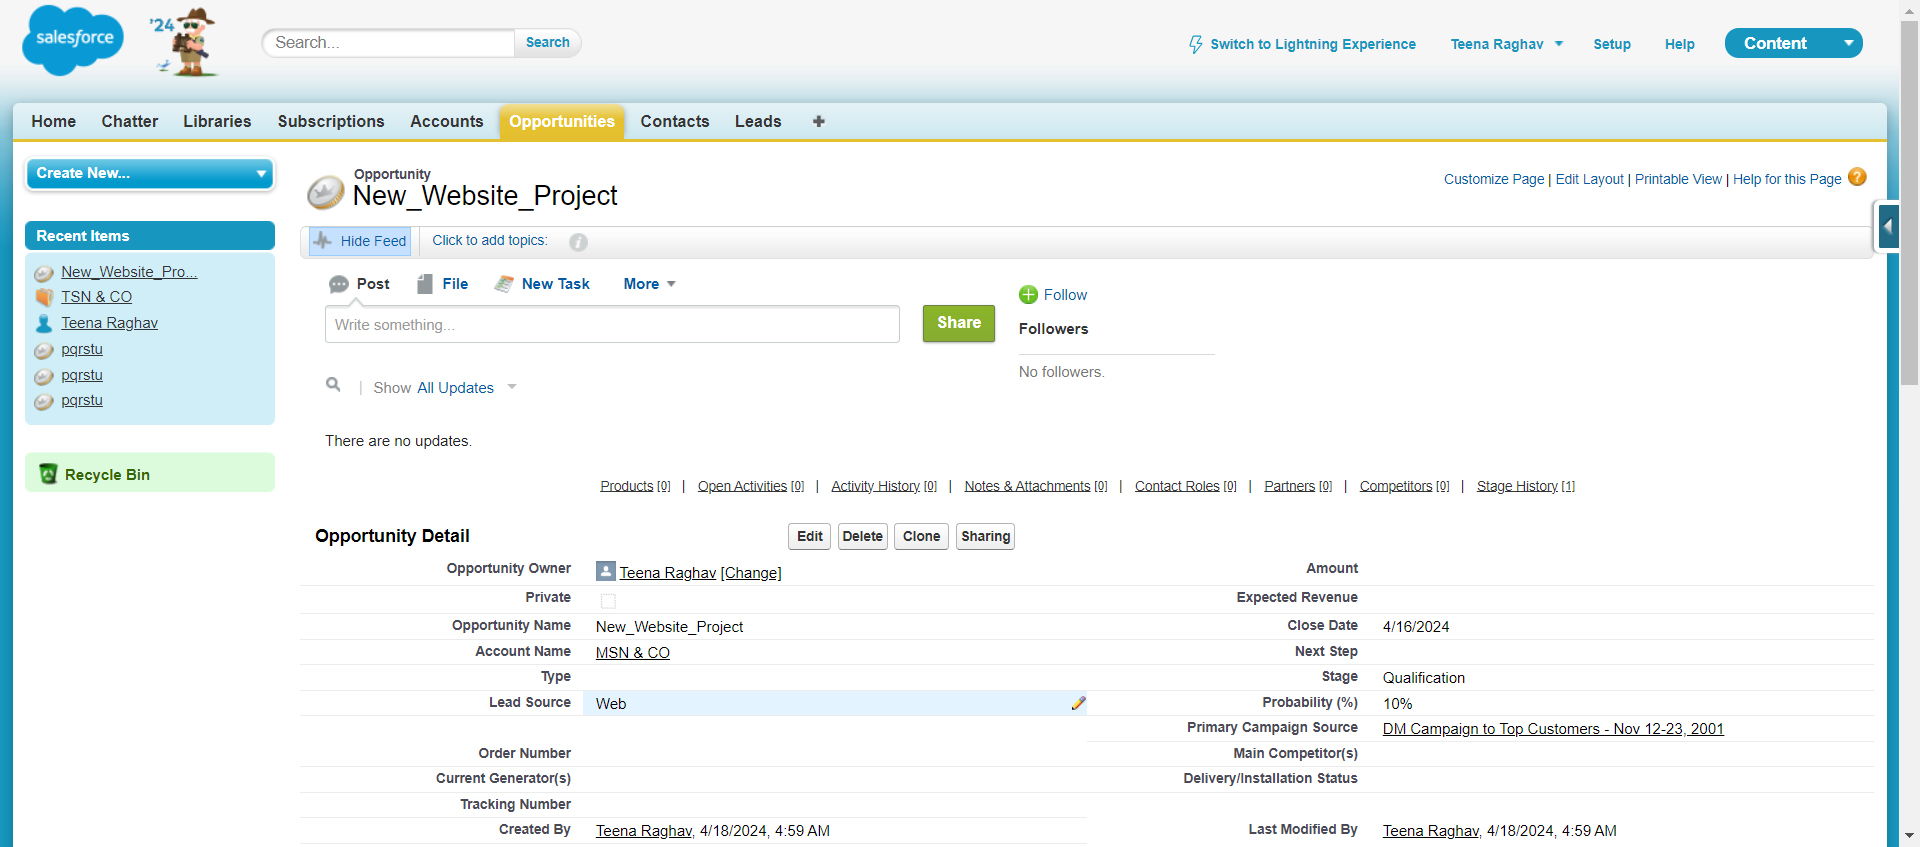 salesforce
'24
Search...
Search
Switch to Lightning Experience
Teena Raghav
Setup
Help
Content
Home
Chatter
Libraries
Subscriptions
Accounts
Opportunities
Contacts
Leads
+
Create New...
Recent Items
New_Website_Pro...
TSN & CO
Teena Raghav
pqrstu
pqrstu
pqrstu
Recycle Bin
Opportunity
New_Website_Project
Customize Page | Edit Layout | Printable View | Help for this Page ?
Hide Feed
Click to add topics:
i
Post
File
New Task
More
Write something...
Share
Follow
Followers
No followers.
| Show All Updates
There are no updates.
Products [0] | Open Activities [0] | Activity History [0] | Notes & Attachments [0] | Contact Roles [0] | Partners [0] | Competitors [0] | Stage History [1]
Opportunity Detail
Edit
Delete
Clone
Sharing
Opportunity Owner Teena Raghav [Change]
Amount
Private
Expected Revenue
Opportunity Name New_Website_Project
Close Date 4/16/2024
Account Name MSN & CO
Next Step
Type
Stage Qualification
Lead Source Web
Probability (%) 10%
Primary Campaign Source DM Campaign to Top Customers - Nov 12-23, 2001
Order Number
Main Competitor(s)
Current Generator(s)
Delivery/Installation Status
Tracking Number
Created By Teena Raghav, 4/18/2024, 4:59 AM
Last Modified By Teena Raghav, 4/18/2024, 4:59 AM